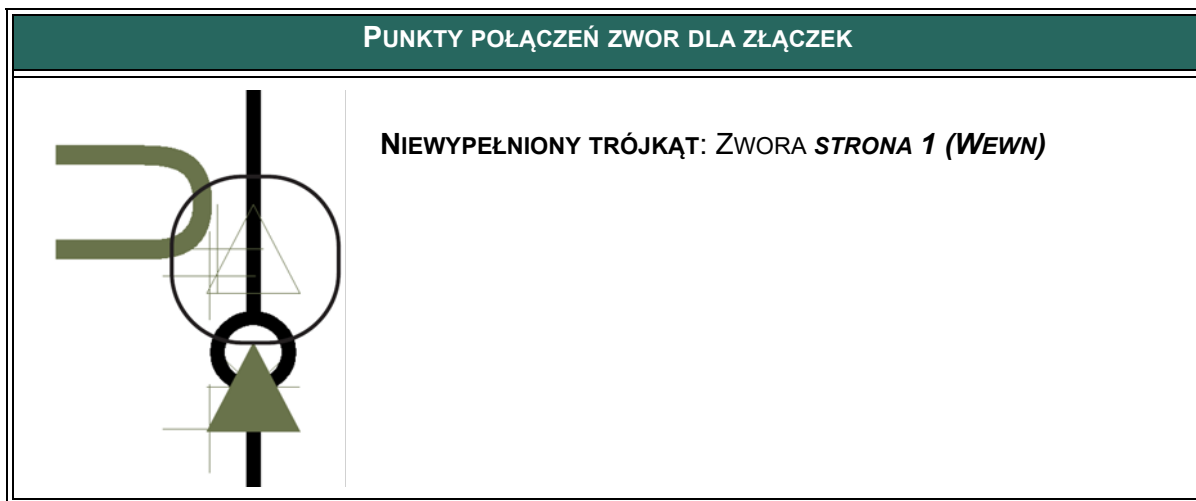 PUNKTY POŁĄCZEŃ ZWOR DLA ZŁĄCZEK
NIEWYPEŁNIONY TRÓJKĄT: ZWORA STRONA 1 (WEWN)